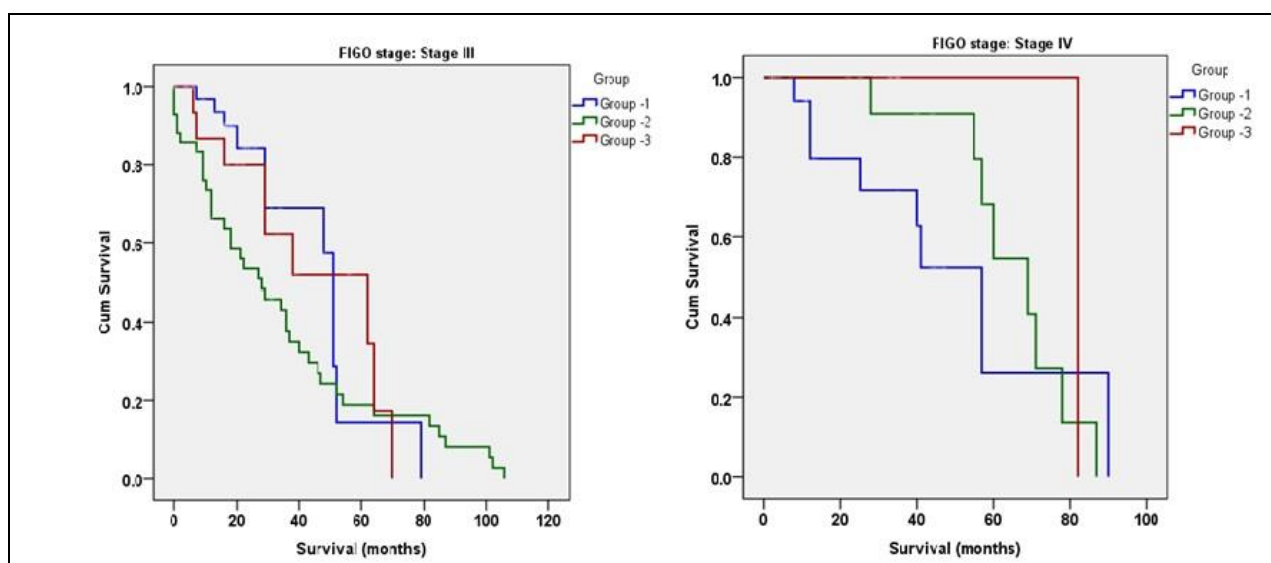 FIGO stage: Stage III
Group
Group -1
Group -2
Group -3
1.0
0.8
0.6
0.4
0.2
0.0
Cum Survival
0 20 40 60 80 100 120
Survival (months)
FIGO stage: Stage IV
Group
Group -1
Group -2
Group -3
1.0
0.8
0.6
0.4
0.2
0.0
Cum Survival
0 20 40 60 80 100
Survival (months)